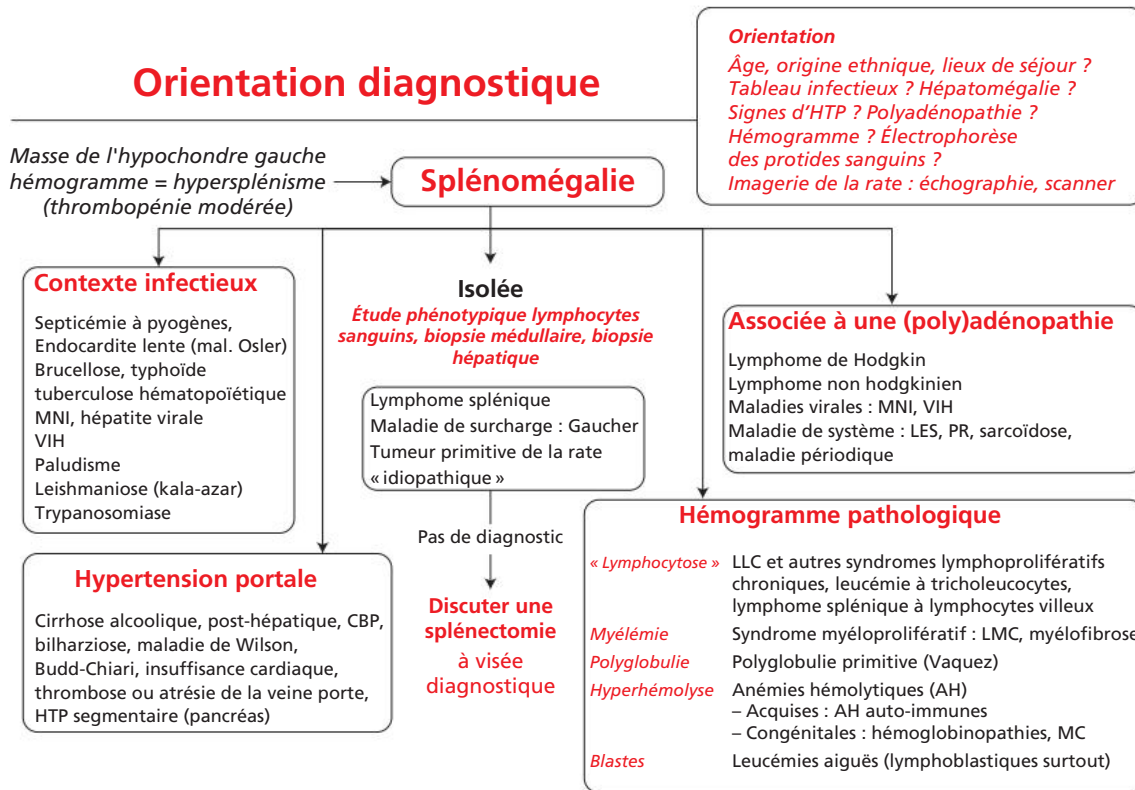 Orientation diagnostique
Orientation
Âge, origine ethnique, lieux de séjour ?
Tableau infectieux ? Hépatomégalie ?
Signes d'HTP ? Polyadénopathie ?
Hémogramme ? Électrophorèse
des protides sanguins ?
Imagerie de la rate : échographie, scanner
Masse de l'hypochondre gauche
hémogramme = hypersplénisme
(thrombopénie modérée)
Splénomégalie
Contexte infectieux
Septicémie à pyogènes,
Endocardite lente (mal. Osler)
Brucellose, typhoïde
tuberculose hématopoïétique
MNI, hépatite virale
VIH
Paludisme
Leishmaniose (kala-azar)
Trypanosomiase
Hypertension portale
Cirrhose alcoolique, post-hépatique, CBP,
bilharziose, maladie de Wilson,
Budd-Chiari, insuffisance cardiaque,
thrombose ou atrésie de la veine porte,
HTP segmentaire (pancréas)
Isolée
Étude phénotypique lymphocytes
sanguins, biopsie médullaire, biopsie
hépatique
Lymphome splénique
Maladie de surcharge : Gaucher
Tumeur primitive de la rate
« idiopathique »
Pas de diagnostic
Discuter une
splénectomie
à visée
diagnostique
Associée à une (poly)adénopathie
Lymphome de Hodgkin
Lymphome non hodgkinien
Maladies virales : MNI, VIH
Maladie de système : LES, PR, sarcoïdose,
maladie périodique
Hémogramme pathologique
« Lymphocytose » LLC et autres syndromes lymphoprolifératifs
chroniques, leucémie à tricholeucocytes,
lymphome splénique à lymphocytes villeux
Myélémie Syndrome myéloprolifératif : LMC, myélofibrose
Polyglobulie Polyglobulie primitive (Vaquez)
Hyperhémolyse Anémies hémolytiques (AH)
– Acquises : AH auto-immunes
– Congénitales : hémoglobinopathies, MC
Blastes Leucémies aiguës (lymphoblastiques surtout)